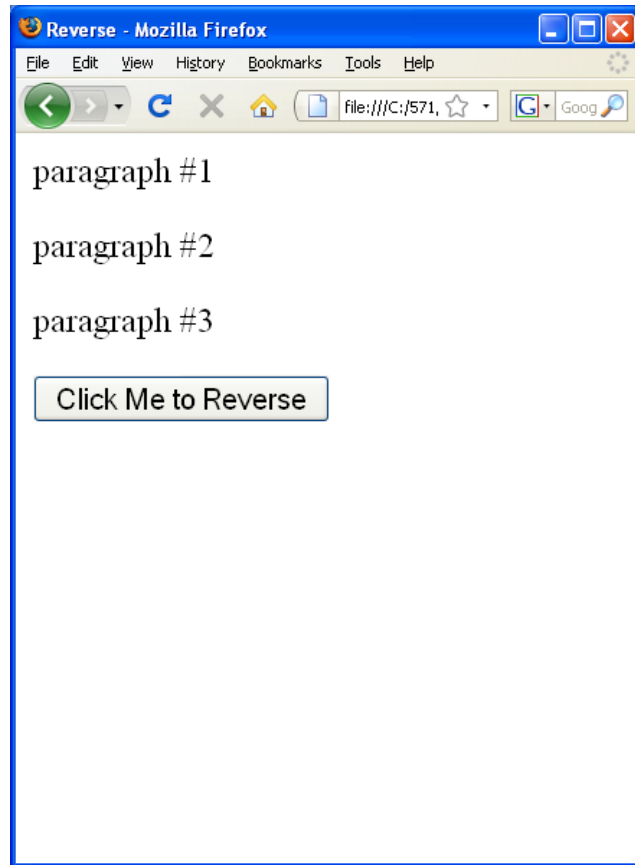 Reverse - Mozilla Firefox
File Edit View History Bookmarks Tools Help
file:///C:/571, G Goog
paragraph #1
paragraph #2
paragraph #3
Click Me to Reverse